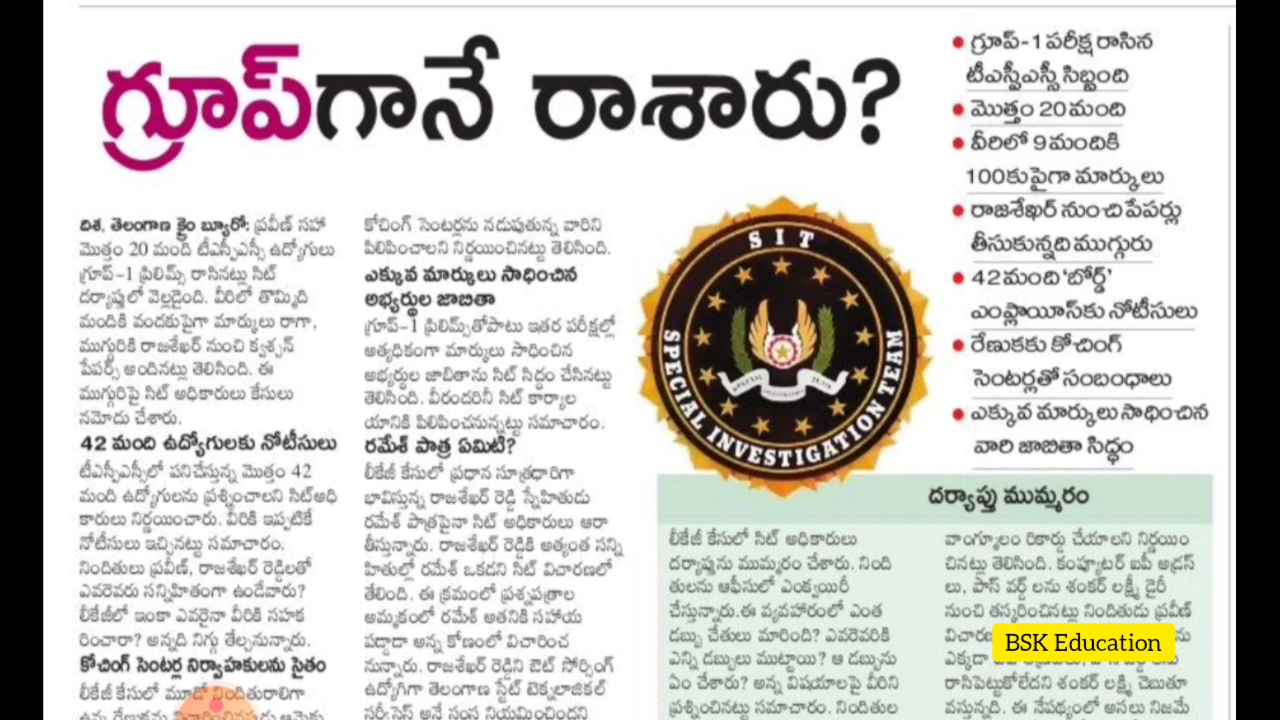 గ్రూప్‌గానే రాశారు?
• గ్రూప్-1 పరీక్ష రాసిన
టీఎస్పీఎస్సీ సిబ్బంది
• మొత్తం 20 మంది
• వీరిలో 9 మందికి
100కు పైగా మార్కులు
• రాజశేఖర్ నుంచి పేపర్లు
తీసుకున్నది ముగ్గురు
• 42 మంది 'బోర్డ్'
ఎంప్లాయీస్‌కు నోటీసులు
• రేణుకకు కోచింగ్
సెంటర్లతో సంబంధాలు
• ఎక్కువ మార్కులు సాధించిన
వారి జాబితా సిద్ధం
దిశ, తెలంగాణ క్రైం బ్యూరో: ప్రవీణ్ సహా
మొత్తం 20 మంది టీఎస్పీఎస్సీ ఉద్యోగులు
గ్రూప్-1 ప్రిలిమ్స్ రాసినట్లు సిట్
దర్యాప్తులో వెల్లడైంది. వీరిలో తొమ్మిది
మందికి వందకుపైగా మార్కులు రాగా,
ముగ్గురికి రాజశేఖర్ నుంచి క్వశ్చన్
పేపర్స్ అందినట్లు తెలిసింది. ఈ
ముగ్గురిపై సిట్ అధికారులు కేసులు
నమోదు చేశారు.
42 మంది ఉద్యోగులకు నోటీసులు
టీఎస్పీఎస్సీలో పనిచేస్తున్న మొత్తం 42
మంది ఉద్యోగులను ప్రశ్నించాలని సిట్అధి
కారులు నిర్ణయించారు. వీరికి ఇప్పటికే
నోటీసులు ఇచ్చినట్టు సమాచారం.
నిందితులు ప్రవీణ్, రాజశేఖర్ రెడ్డిలతో
ఎవరెవరు సన్నిహితంగా ఉండేవారు?
లీకేజీలో ఇంకా ఎవరైనా వీరికి సహక
రించారా? అన్నది నిగ్గు తేల్చనున్నారు.
కోచింగ్ సెంటర్ల నిర్వాహకులను సైతం
లీకేజీ కేసులో మూడో నిందితురాలిగా
కోచింగ్ సెంటర్లను నడుపుతున్న వారిని
పిలిపించాలని నిర్ణయించినట్టు తెలిసింది.
ఎక్కువ మార్కులు సాధించిన
అభ్యర్థుల జాబితా
గ్రూప్-1 ప్రిలిమ్స్‌తోపాటు ఇతర పరీక్షల్లో
అత్యధికంగా మార్కులు సాధించిన
అభ్యర్థుల జాబితాను సిట్ సిద్ధం చేసినట్టు
తెలిసింది. వీరందరినీ సిట్ కార్యాల
యానికి పిలిపించనున్నట్టు సమాచారం.
రమేశ్ పాత్ర ఏమిటి?
లీకేజీ కేసులో ప్రధాన సూత్రధారిగా
భావిస్తున్న రాజశేఖర్ రెడ్డి స్నేహితుడు
రమేశ్ పాత్రపైనా సిట్ అధికారులు ఆరా
తీస్తున్నారు. రాజశేఖర్ రెడ్డికి అత్యంత సన్ని
హితుల్లో రమేశ్ ఒకడని సిట్ విచారణలో
తేలింది. ఈ క్రమంలో ప్రశ్నపత్రాల
అమ్మకంలో రమేశ్ అతనికి సహాయ
పడ్డాడా అన్న కోణంలో విచారించ
నున్నారు. రాజశేఖర్ రెడ్డిని ఔట్ సోర్సింగ్
ఉద్యోగిగా తెలంగాణ స్టేట్ టెక్నలాజికల్
సర్వీసెస్ అనే సంస్థ నియమించిందని
SIT
SPECIAL INVESTIGATION TEAM
దర్యాప్తు ముమ్మరం
లీకేజీ కేసులో సిట్ అధికారులు
దర్యాప్తును ముమ్మరం చేశారు. నింది
తులను ఆఫీసులో ఎంక్వయిరీ
చేస్తున్నారు.ఈ వ్యవహారంలో ఎంత
డబ్బు చేతులు మారింది? ఎవరెవరికి
ఎన్ని డబ్బులు ముట్టాయి? ఆ డబ్బును
ఏం చేశారు? అన్న విషయాలపై వీరిని
ప్రశ్నించినట్టు సమాచారం. నిందితుల
వాంగ్మూలం రికార్డు చేయాలని నిర్ణయిం
చినట్టు తెలిసింది. కంప్యూటర్ ఐపీ అడ్రస్
లు, పాస్ వర్డ్ లను శంకర్ లక్ష్మీ డైరీ
నుంచి తస్కరించినట్లు నిందితుడు ప్రవీణ్
ఎక్కడా
రాసిపెట్టుకోలేదని శంకర్ లక్ష్మి చెబుతూ
వస్తున్నది. ఈ నేపథ్యంలో అసలు నిజమే
BSK Education